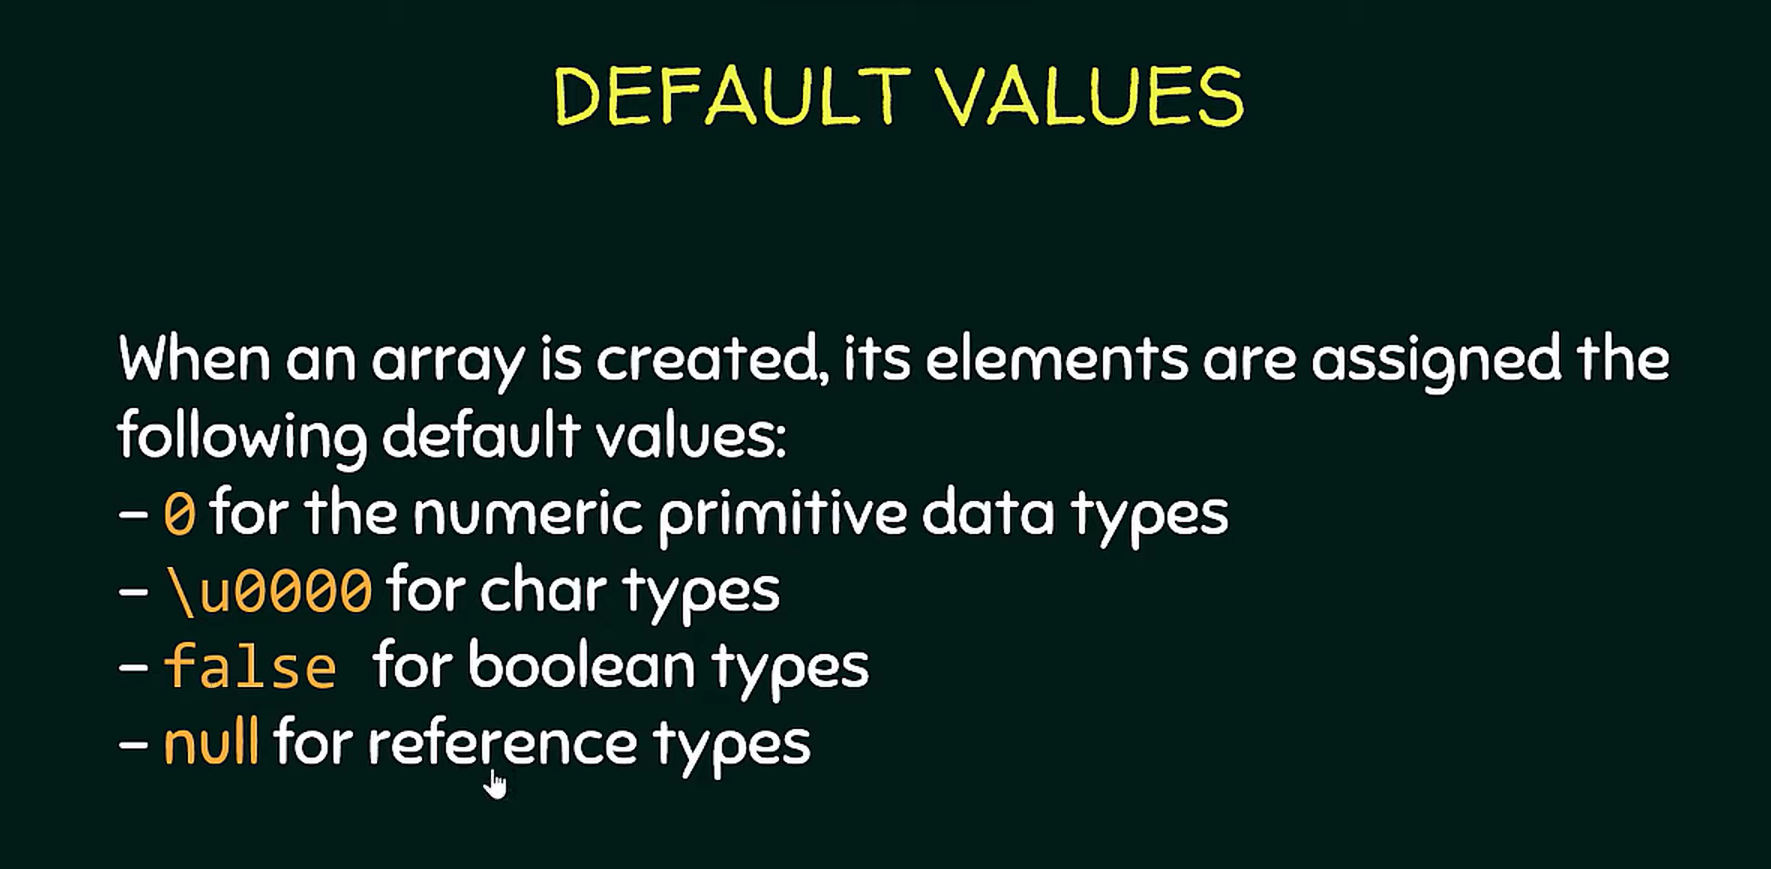 DEFAULT VALUES
When an array is created, its elements are assigned the
following default values:
– 0 for the numeric primitive data types
– \u0000 for char types
– false for boolean types
– null for reference types